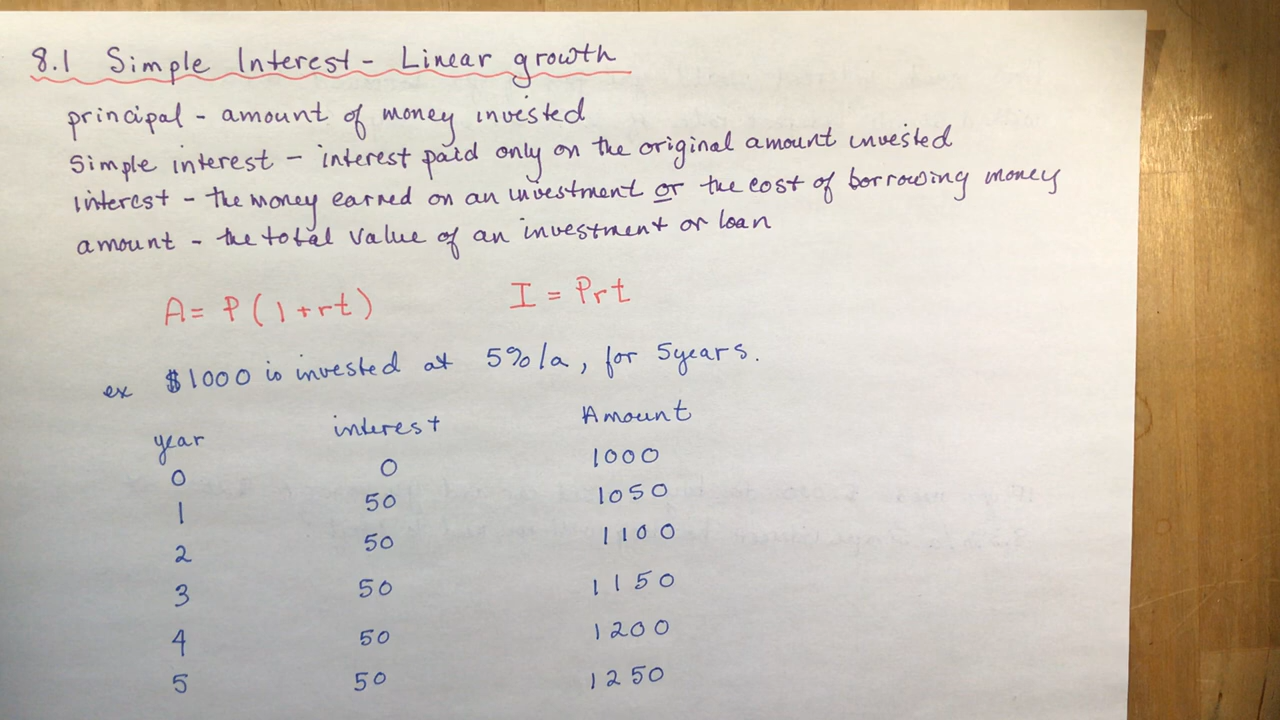 8.1 Simple Interest - Linear growth
principal - amount of money invested
Simple interest - interest paid only on the original amount invested
interest - the money earned on an investment or the cost of borrowing money
amount - the total value of an investment or loan
A = P(1+rt) I = Prt
ex $1000 is invested at 5%/a, for 5years.
year interest Amount
0 0 1000
1 50 1050
2 50 1100
3 50 1150
4 50 1200
5 50 1250